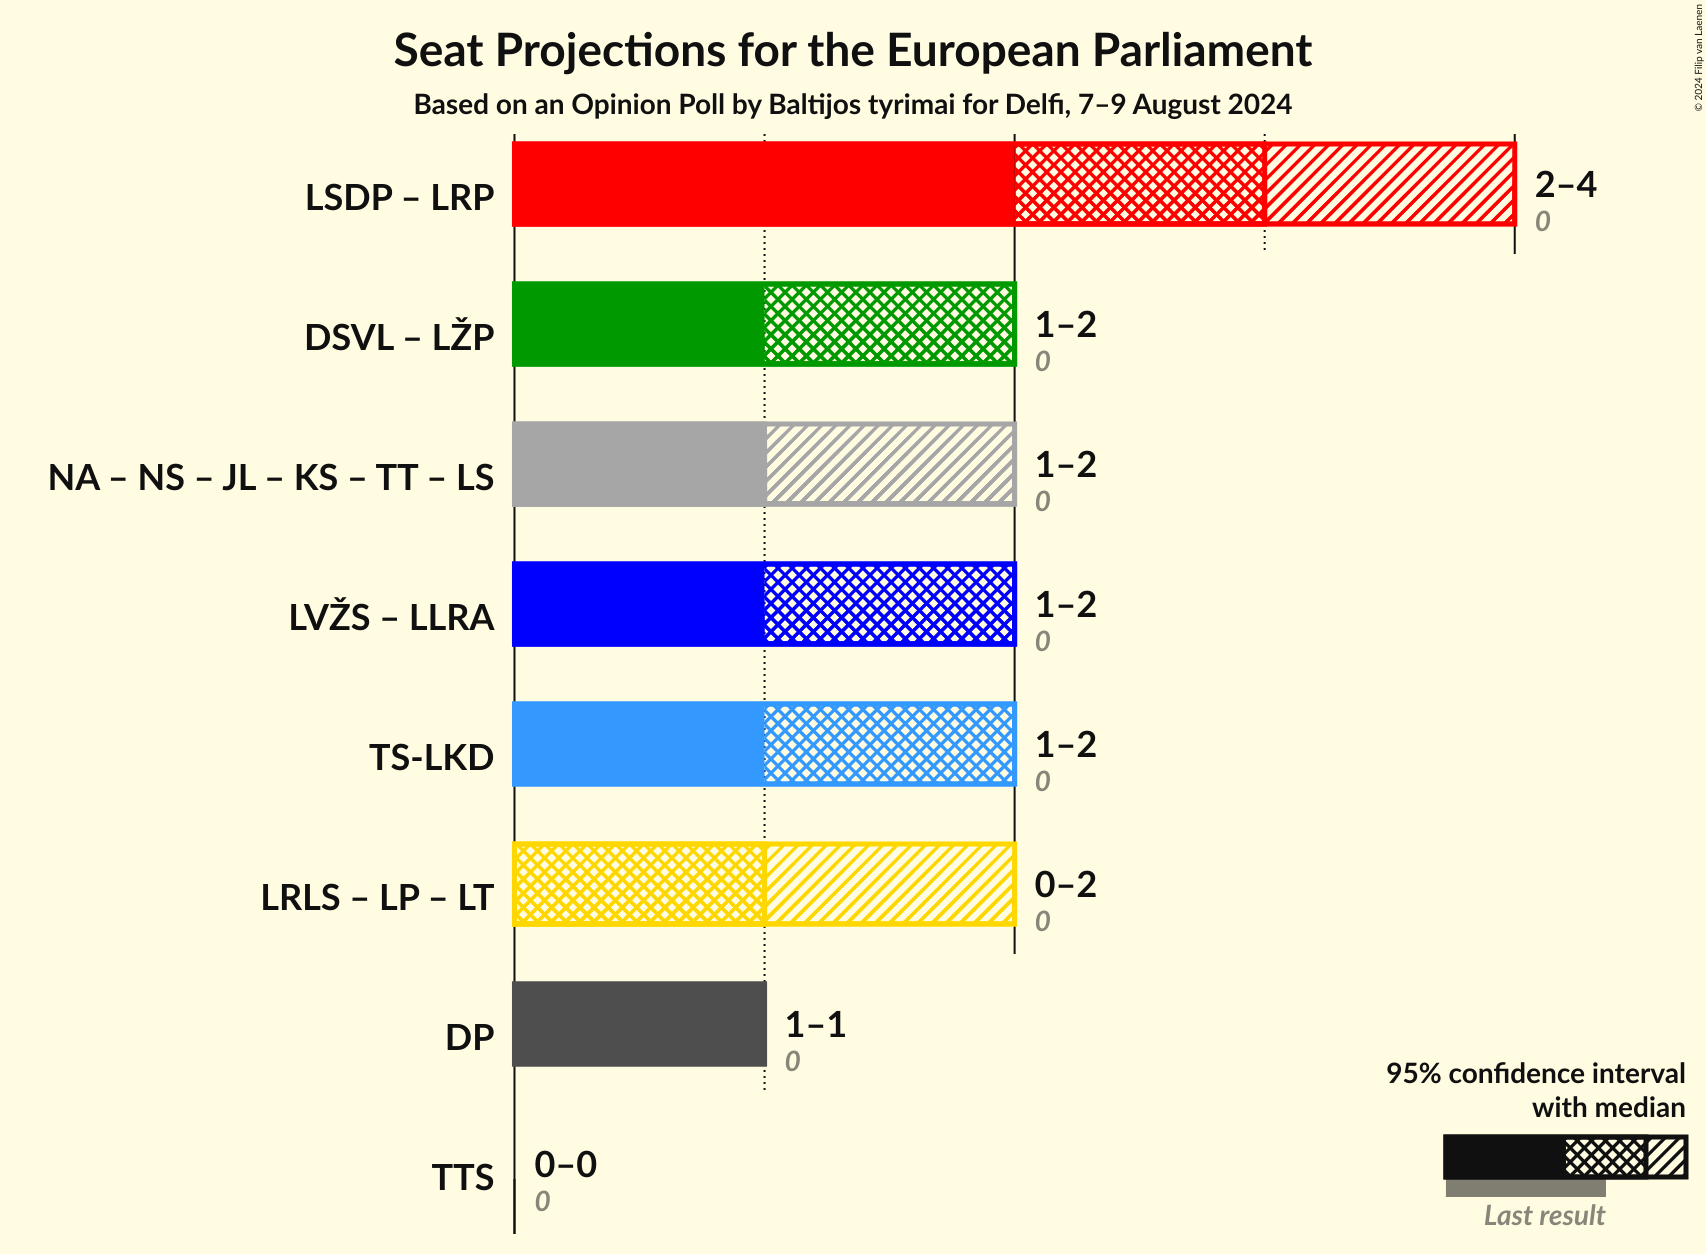 Seat Projections for the European Parliament
Based on an Opinion Poll by Baltijos tyrimai for Delfi, 7–9 August 2024
© 2024 Filip van Laenen
LSDP – LRP
2–4
0
DSVL – LŽP
1–2
0
NA – NS – JL – KS – TT – LS
1–2
0
LVŽS – LLRA
1–2
0
TS-LKD
1–2
0
LRLS – LP – LT
0–2
0
DP
1–1
0
TTS
0–0
0
95% confidence interval
with median
Last result